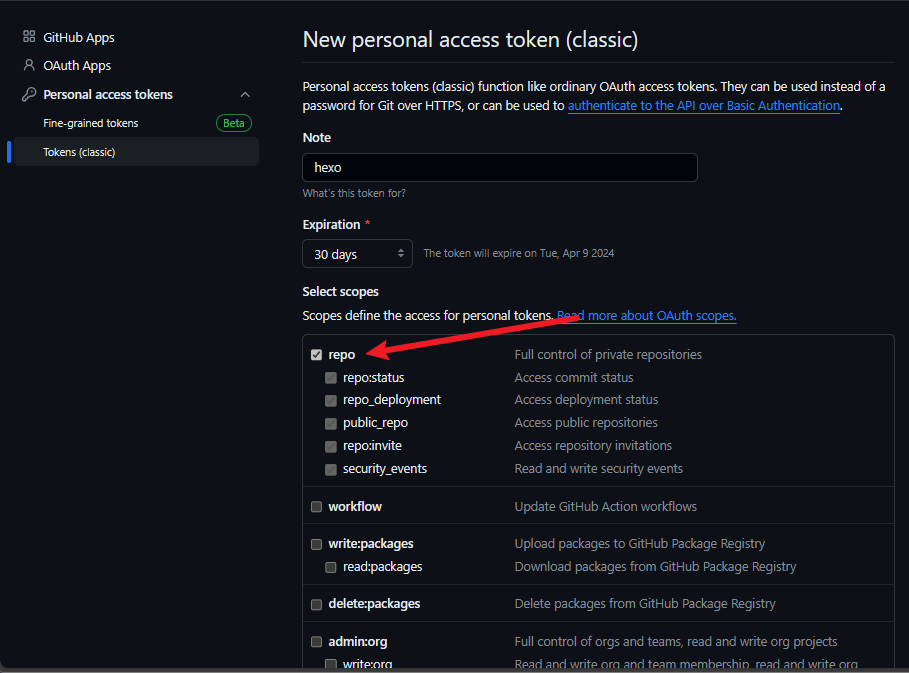 GitHub Apps
OAuth Apps
Personal access tokens
Fine-grained tokens Beta
Tokens (classic)
New personal access token (classic)
Personal access tokens (classic) function like ordinary OAuth access tokens. They can be used instead of a
password for Git over HTTPS, or can be used to authenticate to the API over Basic Authentication.
Note
hexo
What's this token for?
Expiration *
30 days The token will expire on Tue, Apr 9 2024
Select scopes
Scopes define the access for personal tokens. Read more about OAuth scopes.
repo Full control of private repositories
repo:status Access commit status
repo_deployment Access deployment status
public_repo Access public repositories
repo:invite Access repository invitations
security_events Read and write security events
workflow Update GitHub Action workflows
write:packages Upload packages to GitHub Package Registry
read:packages Download packages from GitHub Package Registry
delete:packages Delete packages from GitHub Package Registry
admin:org Full control of orgs and teams, read and write org projects
write:org Read and write org and team membership, read and write org